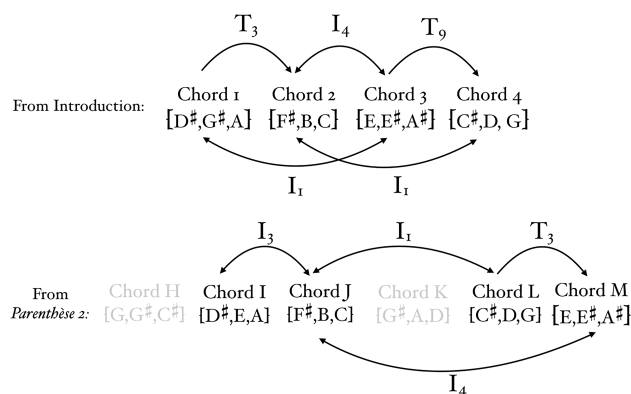 T₃ I₄ T₉
Chord 1 Chord 2 Chord 3 Chord 4
From Introduction: [D♯,G♯,A] [F♯,B,C] [E,E♯,A♯] [C♯,D, G]
I₁ I₁
I₃ I₁ T₃
From Chord H Chord I Chord J Chord K Chord L Chord M
Parenthèse 2: [G,G♯,C♯] [D♯,E,A] [F♯,B,C] [G♯,A,D] [C♯,D,G] [E,E♯,A♯]
I₄